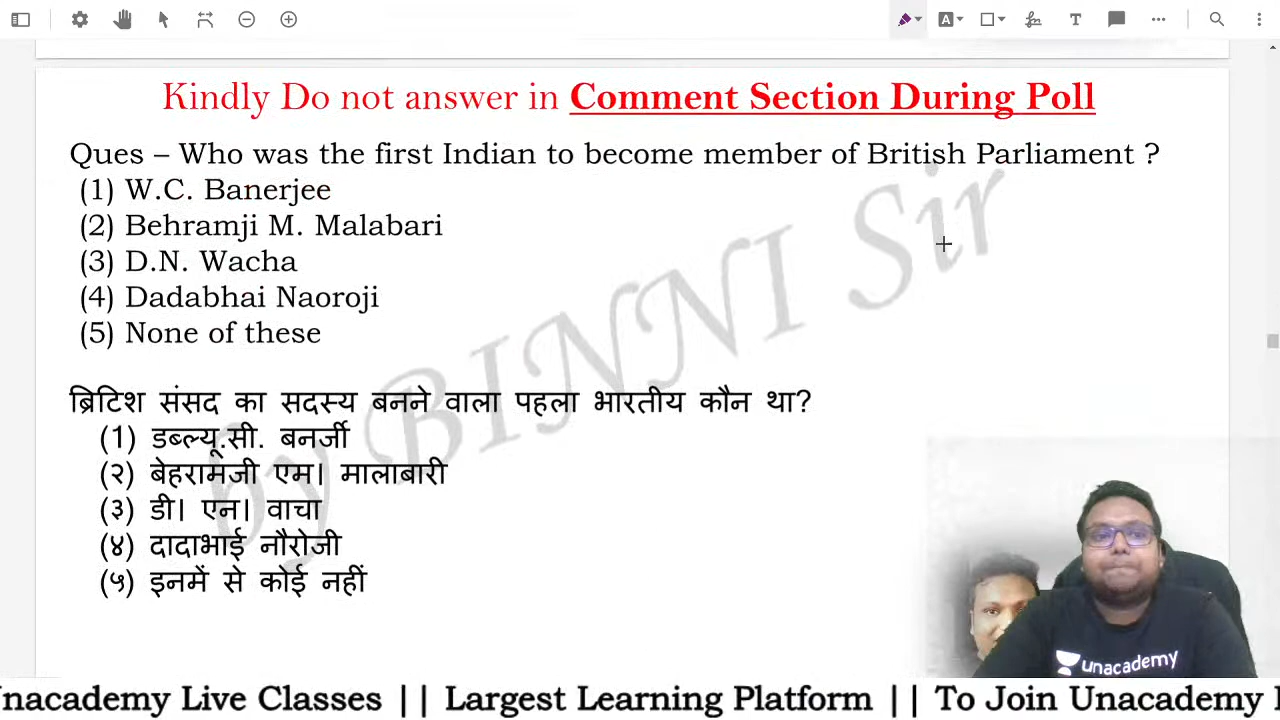 Kindly Do not answer in Comment Section During Poll
Ques – Who was the first Indian to become member of British Parliament ?
(1) W.C. Banerjee
(2) Behramji M. Malabari
(3) D.N. Wacha
(4) Dadabhai Naoroji
(5) None of these
by BINNI Sir
ब्रिटिश संसद का सदस्य बनने वाला पहला भारतीय कौन था?
(1) डब्ल्यू.सी. बनर्जी
(२) बेहरामजी एम। मालाबारी
(३) डी। एन। वाचा
(४) दादाभाई नौरोजी
(५) इनमें से कोई नहीं
unacademy
Unacademy Live Classes || Largest Learning Platform || To Join Unacademy